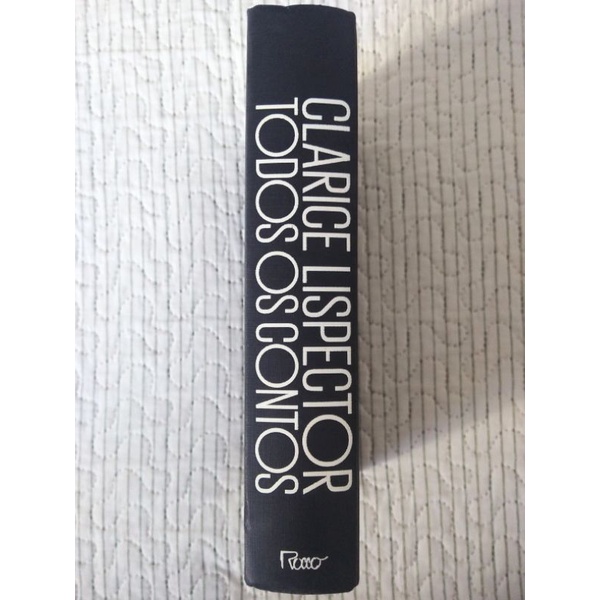 CLARICE LISPECTOR
TODOS OS CONTOS
Rocco